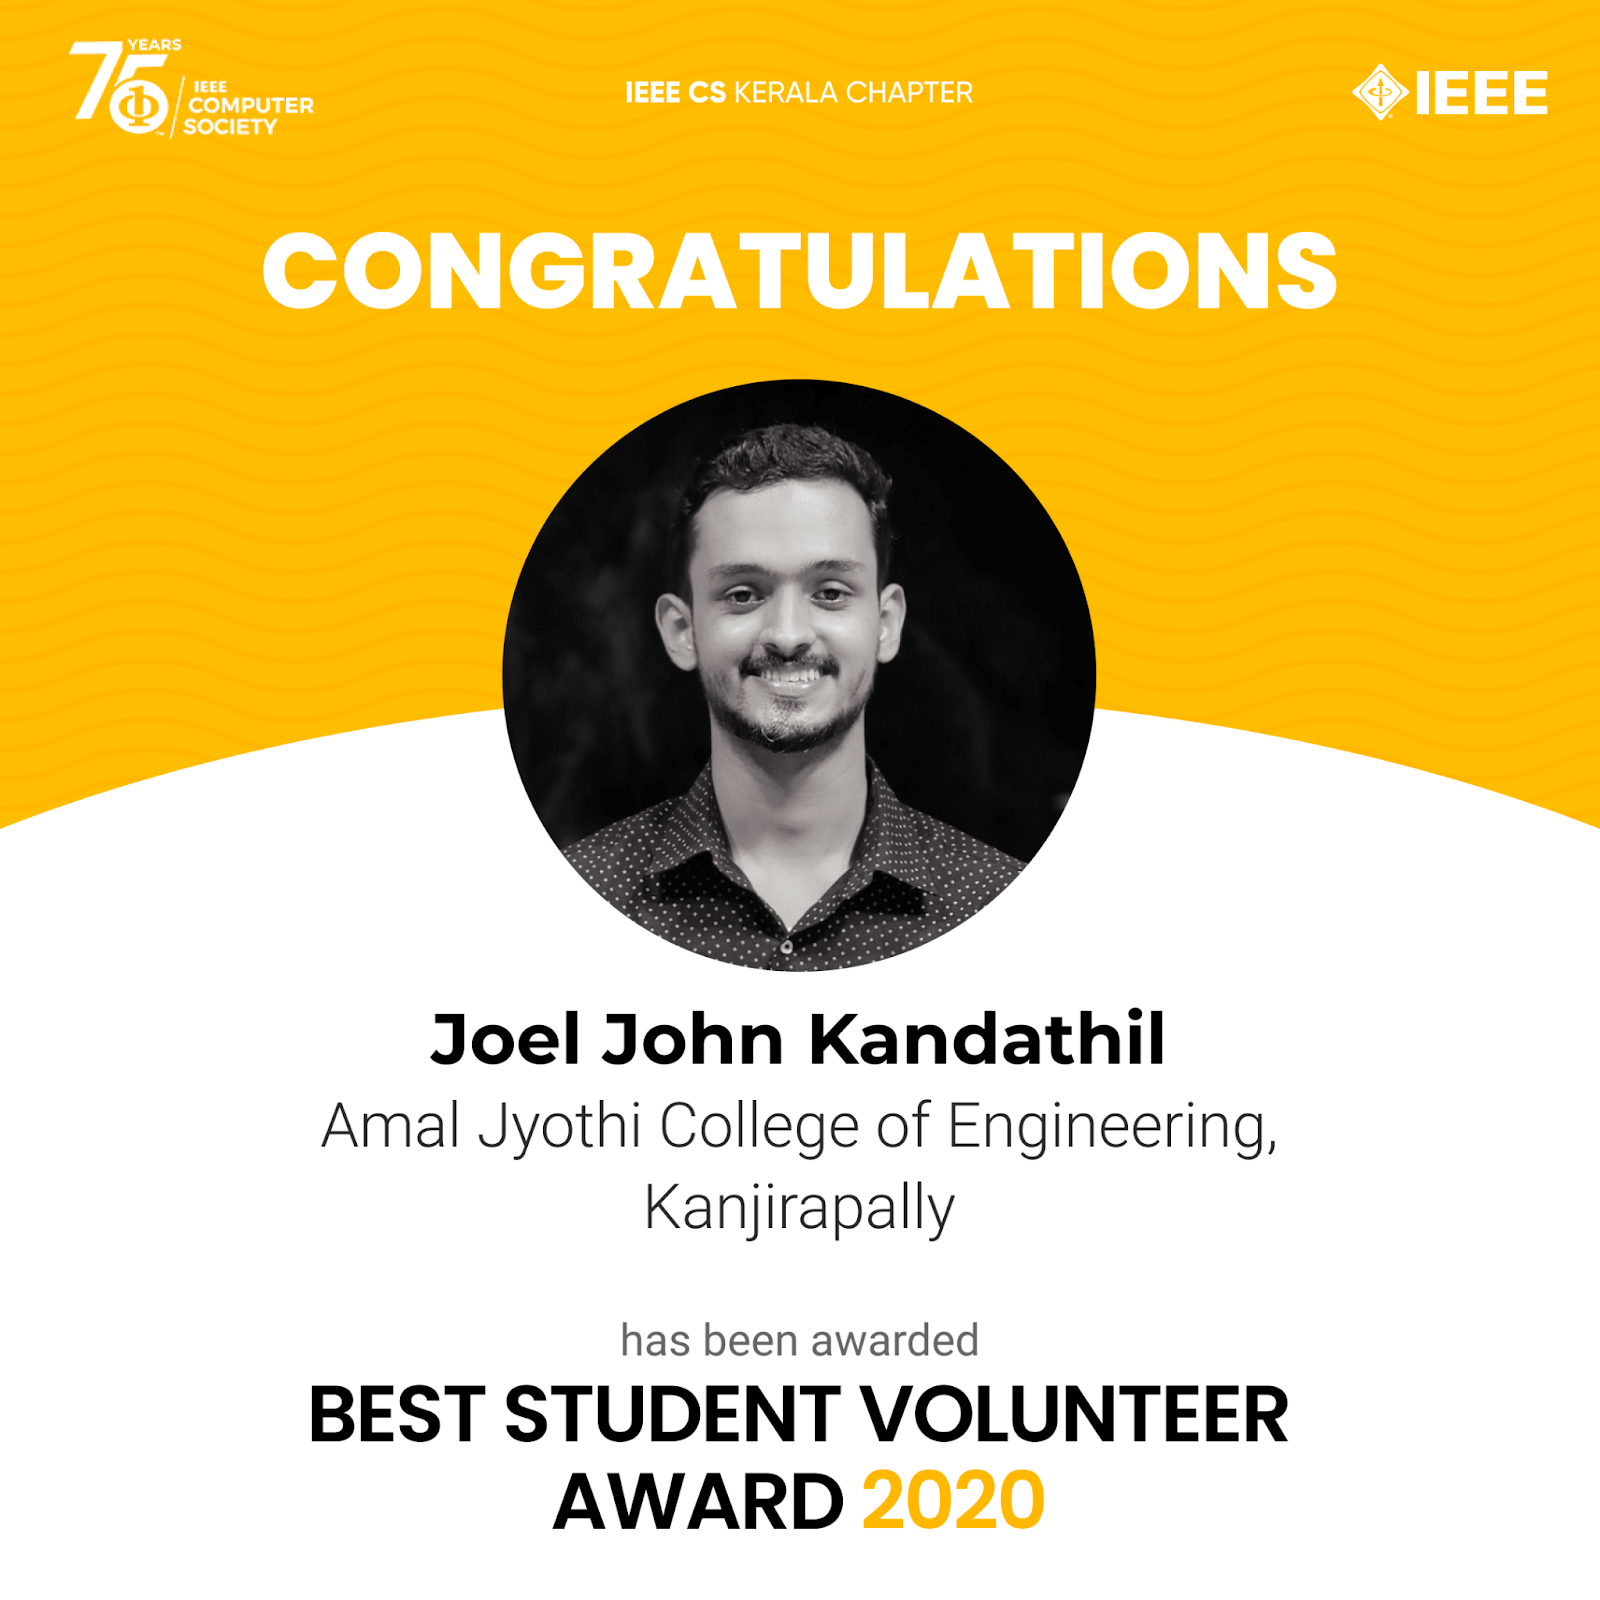 75 YEARS
IEEE
COMPUTER
SOCIETY
IEEE CS KERALA CHAPTER
IEEE
CONGRATULATIONS
Joel John Kandathil
Amal Jyothi College of Engineering,
Kanjirapally
has been awarded
BEST STUDENT VOLUNTEER
AWARD 2020